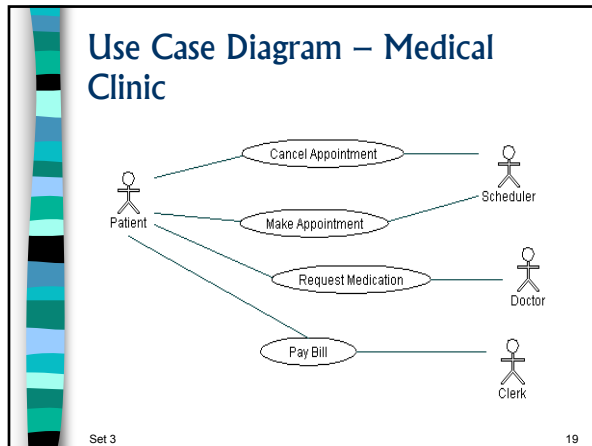 Use Case Diagram – Medical
Clinic
Cancel Appointment
Scheduler
Patient
Make Appointment
Request Medication
Doctor
Pay Bill
Clerk
Set 3
19